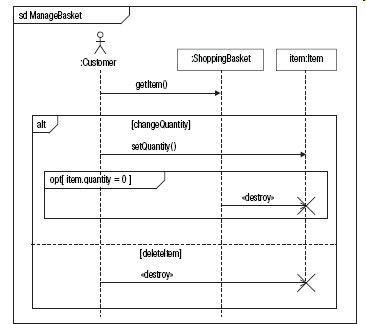 sd ManageBasket
:Customer
:ShoppingBasket
item:Item
getItem()
alt
[changeQuantity]
setQuantity()
opt[ item.quantity = 0 ]
«destroy»
[deleteItem]
«destroy»